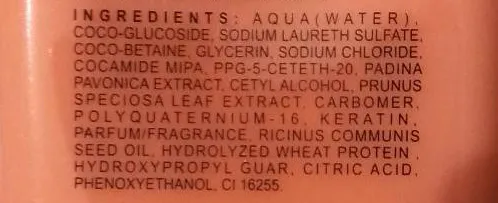 INGREDIENTS: AQUA(WATER),
COCO-GLUCOSIDE, SODIUM LAURETH SULFATE,
COCO-BETAINE, GLYCERIN, SODIUM CHLORIDE,
COCAMIDE MIPA, PPG-5-CETETH-20, PADINA
PAVONICA EXTRACT, CETYL ALCOHOL, PRUNUS
SPECIOSA LEAF EXTRACT, CARBOMER,
POLYQUATERNIUM-16, KERATIN,
PARFUM/FRAGRANCE, RICINUS COMMUNIS
SEED OIL, HYDROLYZED WHEAT PROTEIN ,
HYDROXYPROPYL GUAR, CITRIC ACID,
PHENOXYETHANOL, CI 16255.